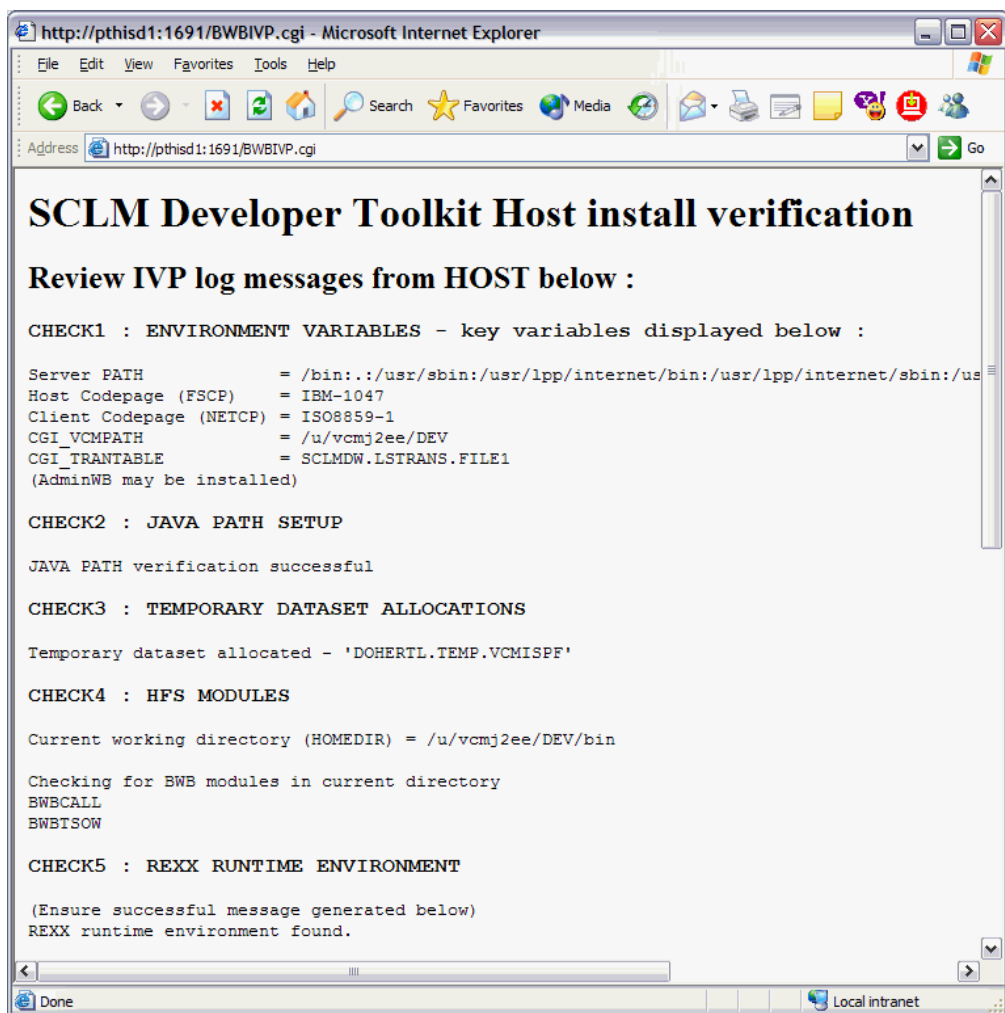 http://pthisd1:1691/BWBIVP.cgi - Microsoft Internet Explorer
File Edit View Favorites Tools Help
Back Search Favorites Media
Address http://pthisd1:1691/BWBIVP.cgi Go
SCLM Developer Toolkit Host install verification
Review IVP log messages from HOST below :
CHECK1 : ENVIRONMENT VARIABLES - key variables displayed below :
Server PATH = /bin:.:/usr/sbin:/usr/lpp/internet/bin:/usr/lpp/internet/sbin:/us
Host Codepage (FSCP) = IBM-1047
Client Codepage (NETCP) = ISO8859-1
CGI_VCMPATH = /u/vcmj2ee/DEV
CGI_TRANTABLE = SCLMDW.LSTRANS.FILE1
(AdminWB may be installed)
CHECK2 : JAVA PATH SETUP
JAVA PATH verification successful
CHECK3 : TEMPORARY DATASET ALLOCATIONS
Temporary dataset allocated - 'DOHERTL.TEMP.VCMISPF'
CHECK4 : HFS MODULES
Current working directory (HOMEDIR) = /u/vcmj2ee/DEV/bin
Checking for BWB modules in current directory
BWBCALL
BWBTSOW
CHECK5 : REXX RUNTIME ENVIRONMENT
(Ensure successful message generated below)
REXX runtime environment found.
Done Local intranet